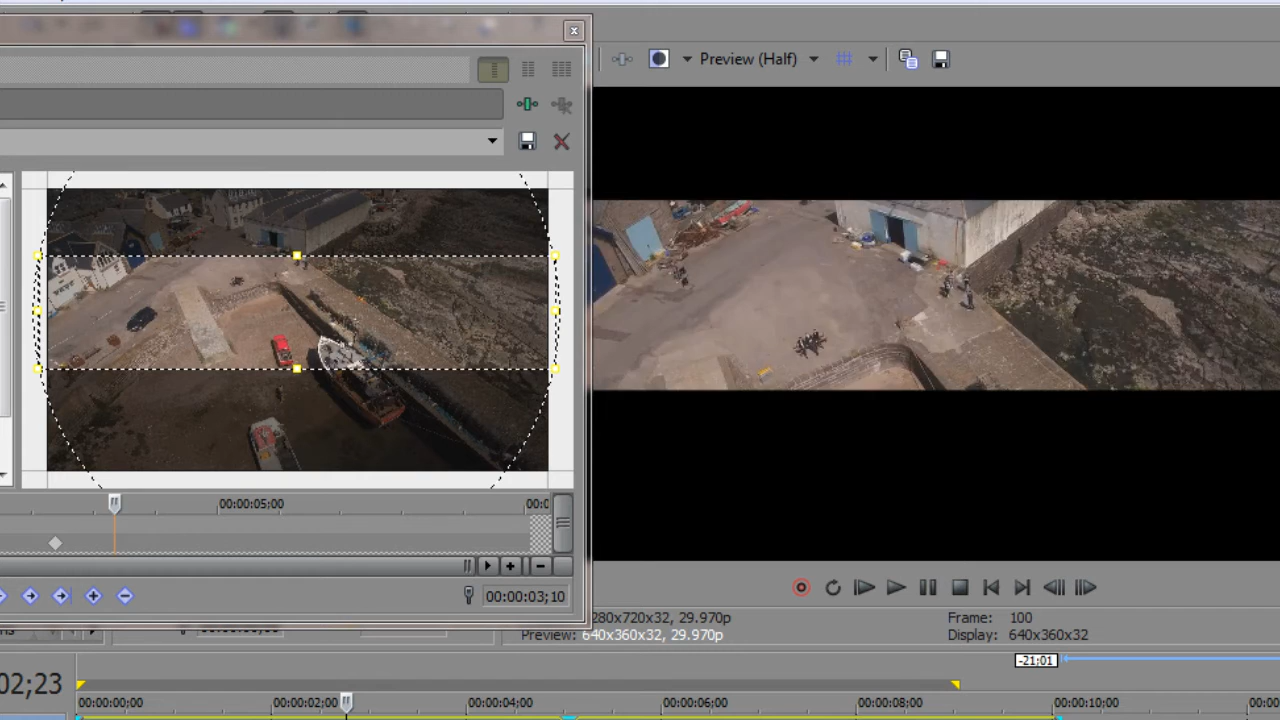 Preview (Half)
00:00:05;00
00:0
00:00:03;10
280x720x32, 29.970p
Frame: 100
Preview: 640x360x32, 29.970p
Display: 640x360x32
-21;01
02;23
00:00:00;00
00:00:02;00
00:00:04;00
00:00:06;00
00:00:08;00
00:00:10;00